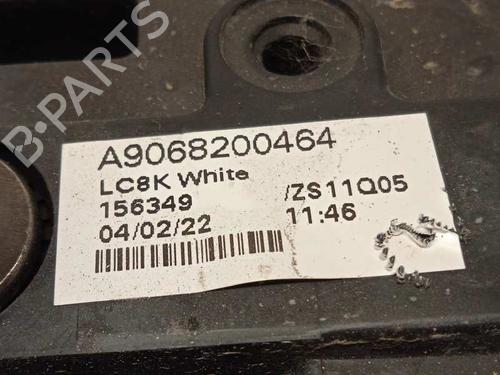 A9068200464
LC8K White
156349 /ZS11Q05
04/02/22 11:46
B-PARTS